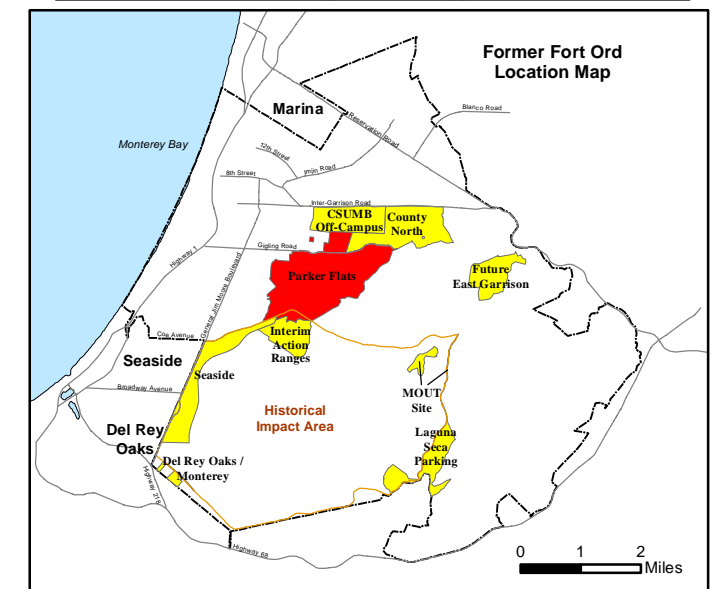 Former Fort Ord
Location Map
Marina
Blanco Road
Reservation Road
Monterey Bay
12th Street
Imjin Road
8th Street
Inter-Garrison Road
CSUMB
Off-Campus
County
North
Gigling Road
Highway 1
General Jim Moore Boulevard
Parker Flats
Future
East Garrison
Coe Avenue
Interim
Action
Ranges
Seaside
Seaside
Broadway Avenue
MOUT
Site
Historical
Impact Area
Del Rey
Oaks
Laguna
Seca
Parking
Del Rey Oaks /
Monterey
Highway 218
Highway 68
0 1 2
Miles